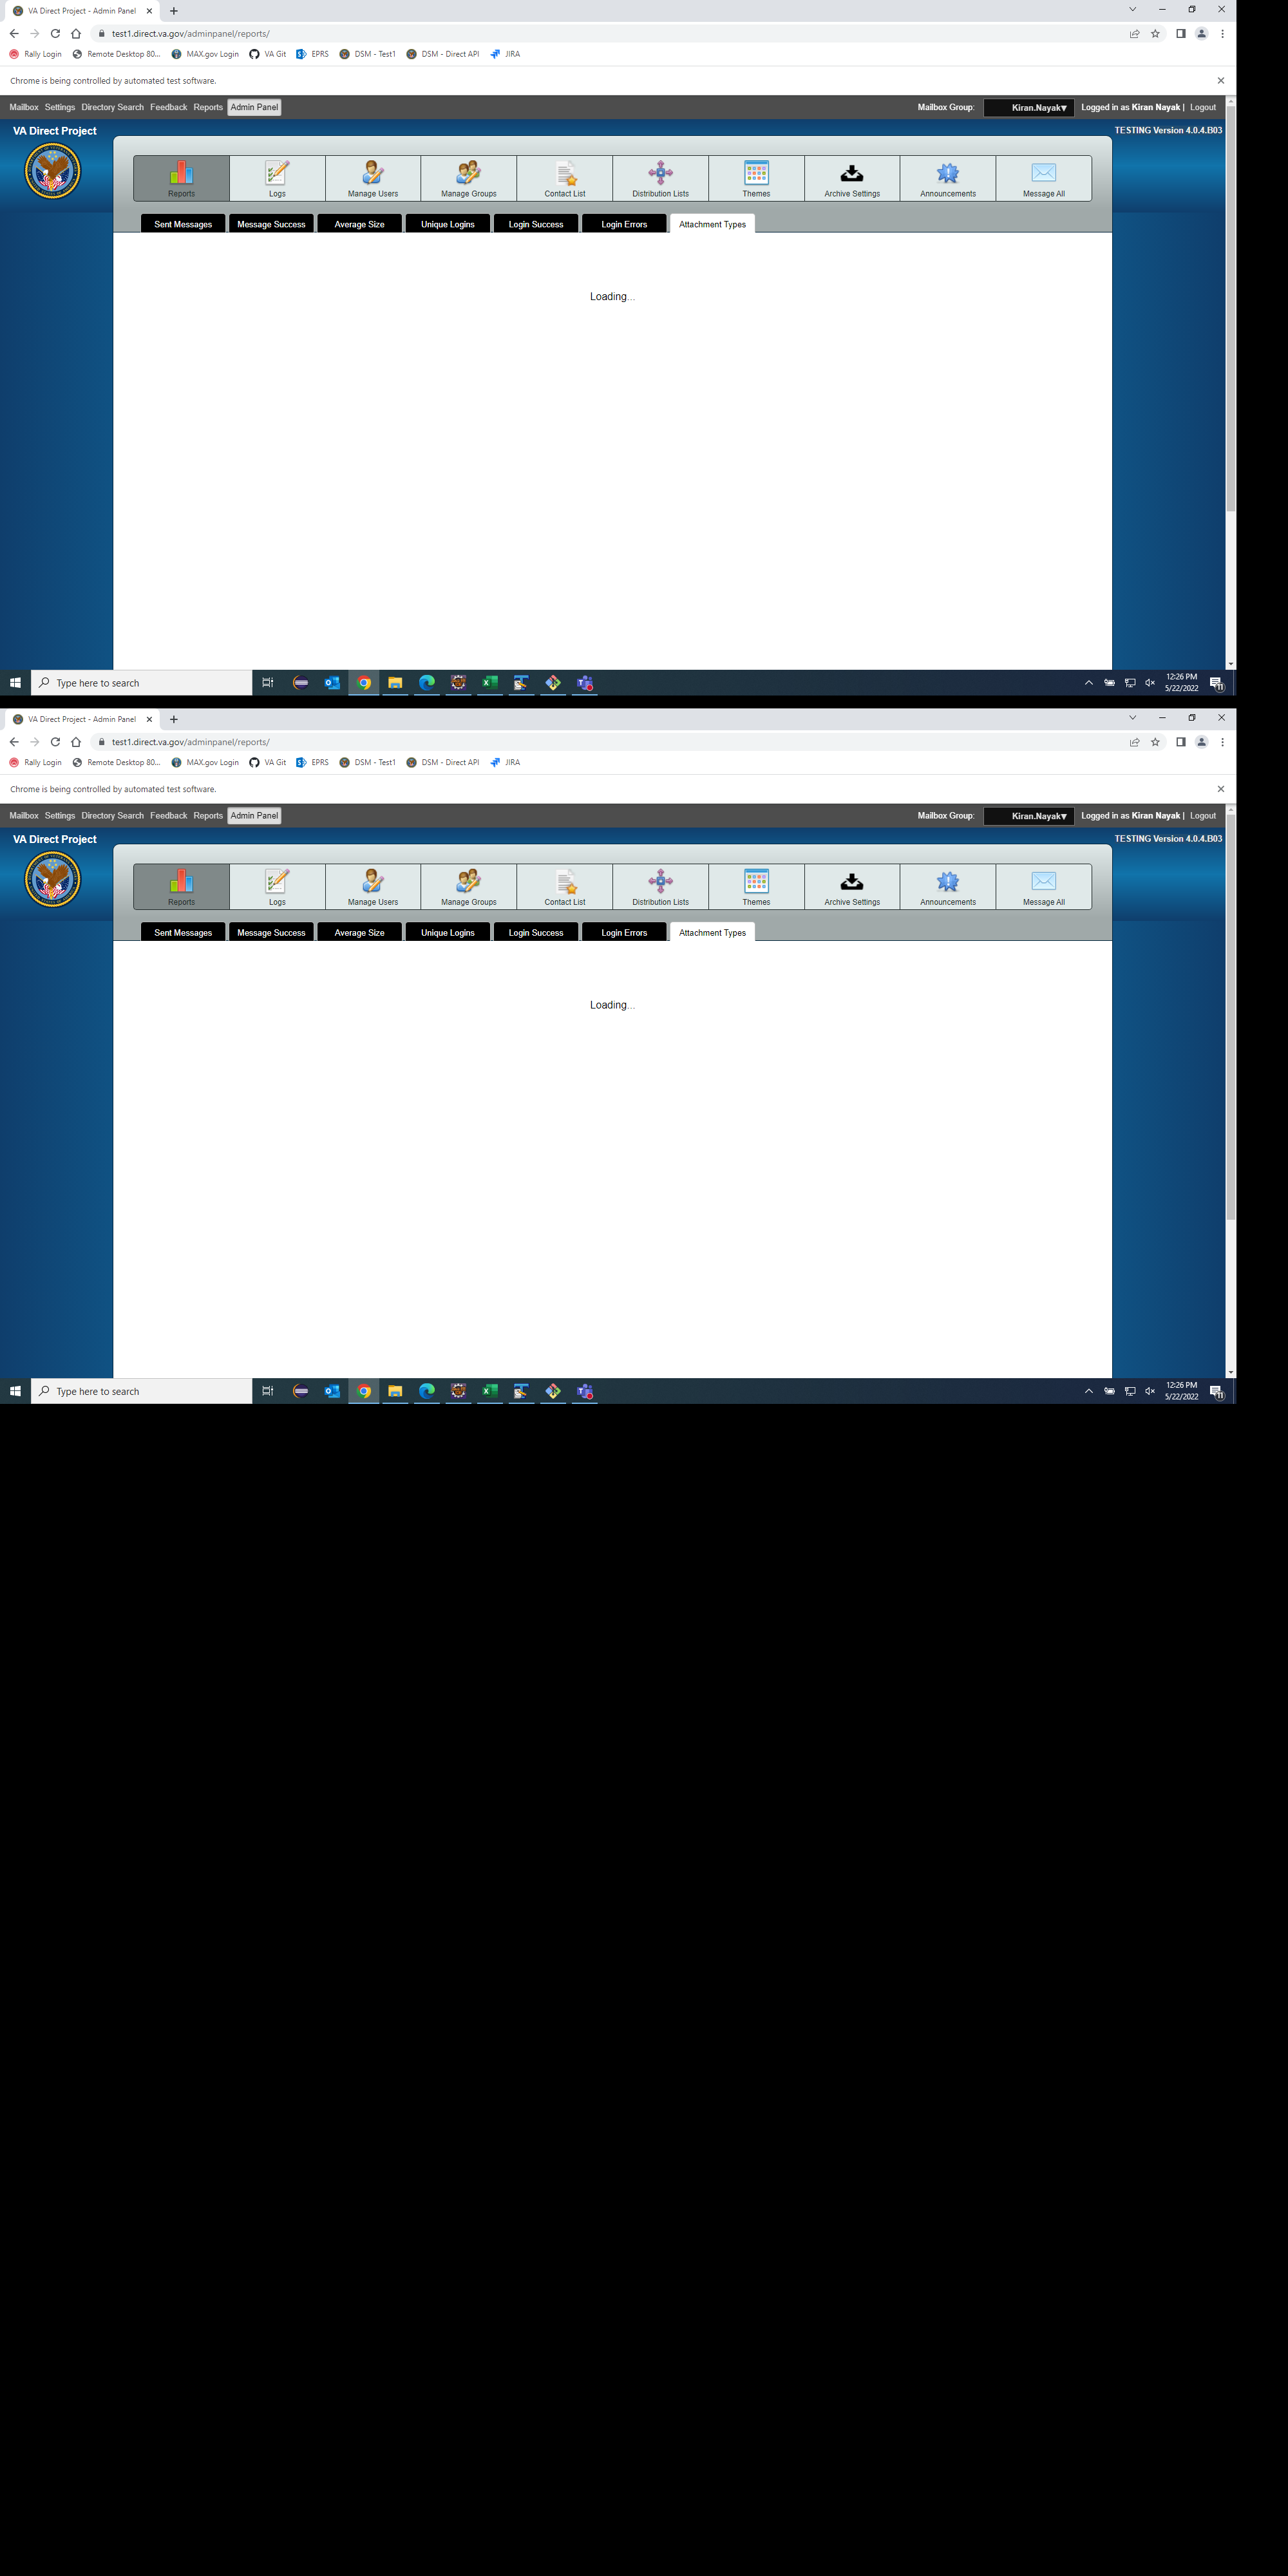 VA Direct Project - Admin Panel
test1.direct.va.gov/adminpanel/reports/
Rally Login Remote Desktop 80... MAX.gov Login VA Git EPRS DSM - Test1 DSM - Direct API JIRA
Chrome is being controlled by automated test software.
Mailbox Settings Directory Search Feedback Reports Admin Panel Mailbox Group: Kiran.Nayak▼ Logged in as Kiran Nayak | Logout
VA Direct Project TESTING Version 4.0.4.B03
Reports Logs Manage Users Manage Groups Contact List Distribution Lists Themes Archive Settings Announcements Message All
Sent Messages Message Success Average Size Unique Logins Login Success Login Errors Attachment Types
Loading...
Type here to search 12:26 PM
5/22/2022 11
VA Direct Project - Admin Panel
test1.direct.va.gov/adminpanel/reports/
Rally Login Remote Desktop 80... MAX.gov Login VA Git EPRS DSM - Test1 DSM - Direct API JIRA
Chrome is being controlled by automated test software.
Mailbox Settings Directory Search Feedback Reports Admin Panel Mailbox Group: Kiran.Nayak▼ Logged in as Kiran Nayak | Logout
VA Direct Project TESTING Version 4.0.4.B03
Reports Logs Manage Users Manage Groups Contact List Distribution Lists Themes Archive Settings Announcements Message All
Sent Messages Message Success Average Size Unique Logins Login Success Login Errors Attachment Types
Loading...
Type here to search 12:26 PM
5/22/2022 11